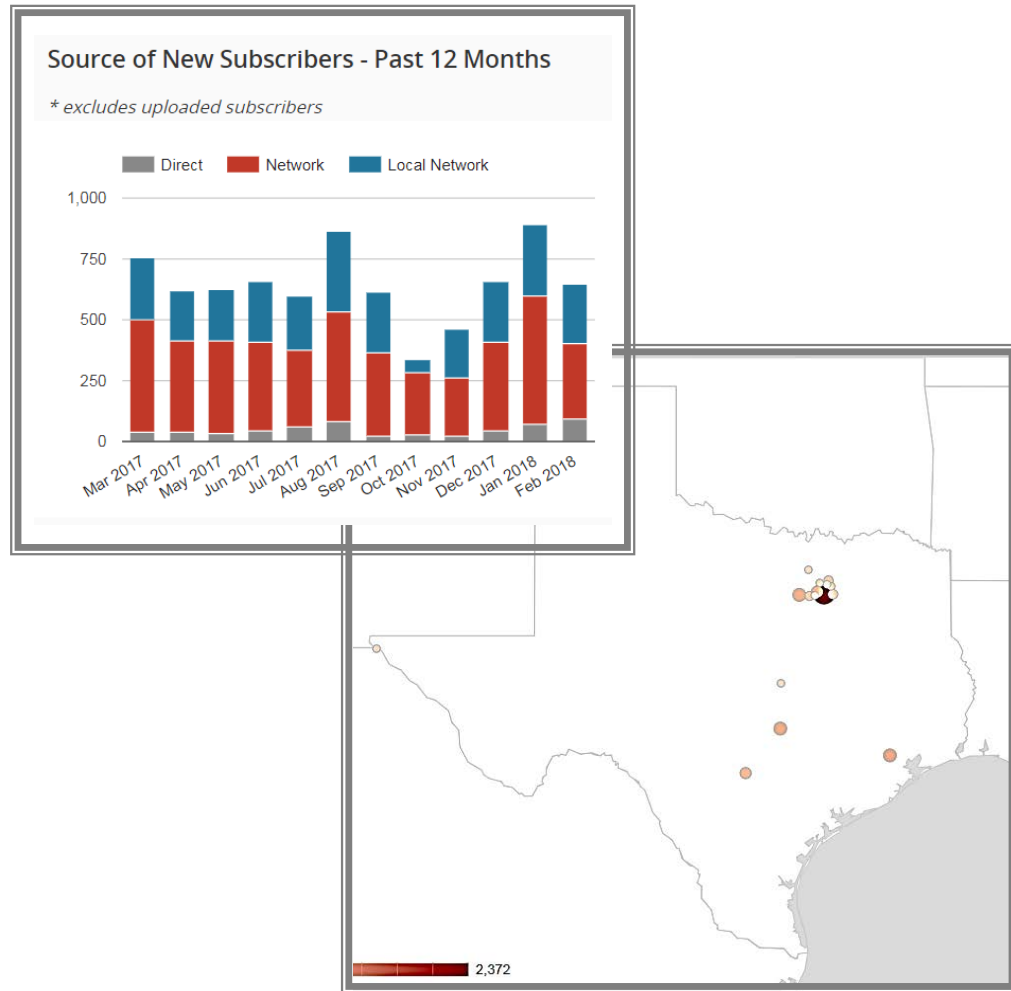 Source of New Subscribers - Past 12 Months
* excludes uploaded subscribers
Direct Network Local Network
1,000
750
500
250
0
Mar 2017 Apr 2017 May 2017 Jun 2017 Jul 2017 Aug 2017 Sep 2017 Oct 2017 Nov 2017 Dec 2017 Jan 2018 Feb 2018
2,372